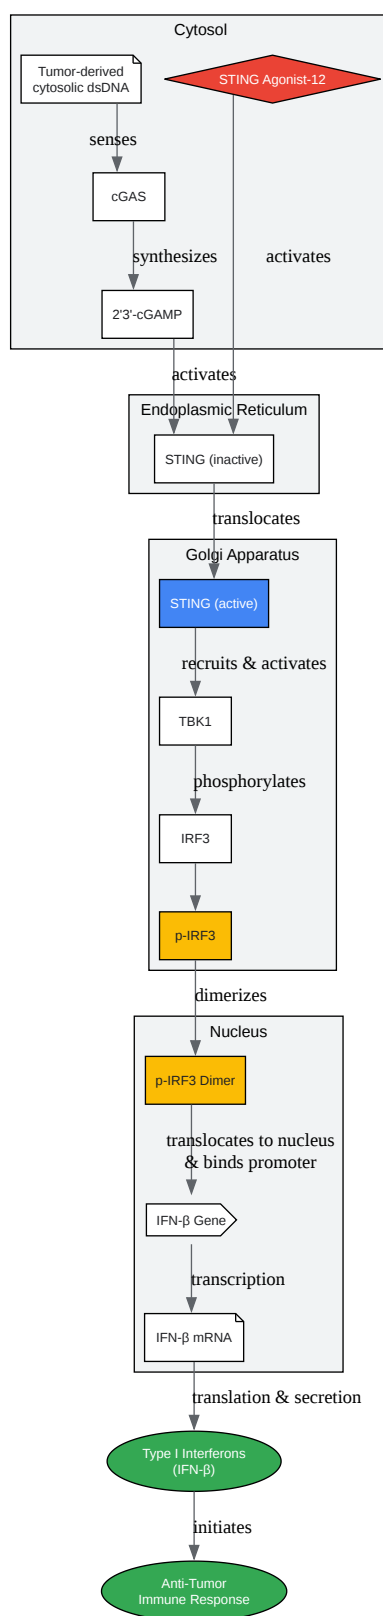 Cytosol
Tumor-derived
cytosolic dsDNA
STING Agonist-12
senses
cGAS
synthesizes
activates
2'3'-cGAMP
activates
Endoplasmic Reticulum
STING (inactive)
translocates
Golgi Apparatus
STING (active)
recruits & activates
TBK1
phosphorylates
IRF3
p-IRF3
dimerizes
Nucleus
p-IRF3 Dimer
translocates to nucleus
& binds promoter
IFN-β Gene
transcription
IFN-β mRNA
translation & secretion
Type I Interferons
(IFN-β)
initiates
Anti-Tumor
Immune Response